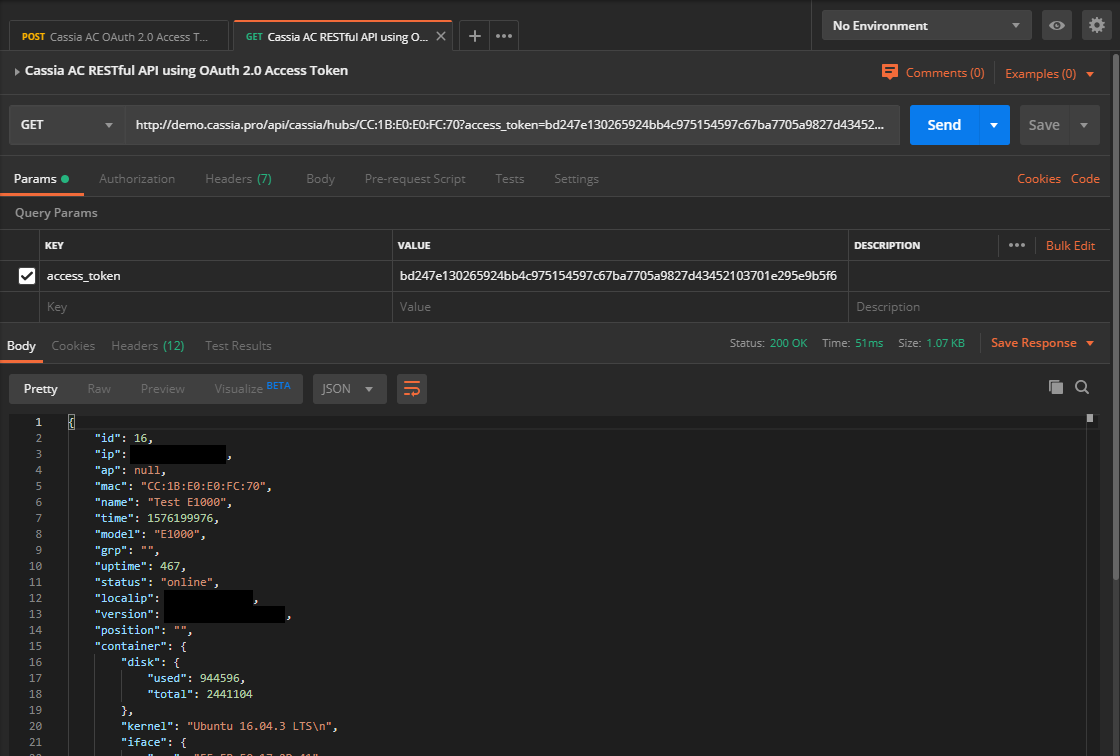 POST Cassia AC OAuth 2.0 Access T...
GET Cassia AC RESTful API using O...
No Environment
Cassia AC RESTful API using OAuth 2.0 Access Token
Comments (0)
Examples (0)
GET
http://demo.cassia.pro/api/cassia/hubs/CC:1B:E0:E0:FC:70?access_token=bd247e130265924bb4c975154597c67ba7705a9827d43452...
Send
Save
Params
Authorization
Headers (7)
Body
Pre-request Script
Tests
Settings
Cookies
Code
Query Params
KEY
VALUE
DESCRIPTION
Bulk Edit
access_token
bd247e130265924bb4c975154597c67ba7705a9827d43452103701e295e9b5f6
Key
Value
Description
Body
Cookies
Headers (12)
Test Results
Status: 200 OK
Time: 51ms
Size: 1.07 KB
Save Response
Pretty
Raw
Preview
Visualize BETA
JSON
1 {
2 "id": 16,
3 "ip": ,
4 "ap": null,
5 "mac": "CC:1B:E0:E0:FC:70",
6 "name": "Test E1000",
7 "time": 1576199976,
8 "model": "E1000",
9 "grp": "",
10 "uptime": 467,
11 "status": "online",
12 "localip": ,
13 "version": ,
14 "position": "",
15 "container": {
16 "disk": {
17 "used": 944596,
18 "total": 2441104
19 },
20 "kernel": "Ubuntu 16.04.3 LTS\n",
21 "iface": {